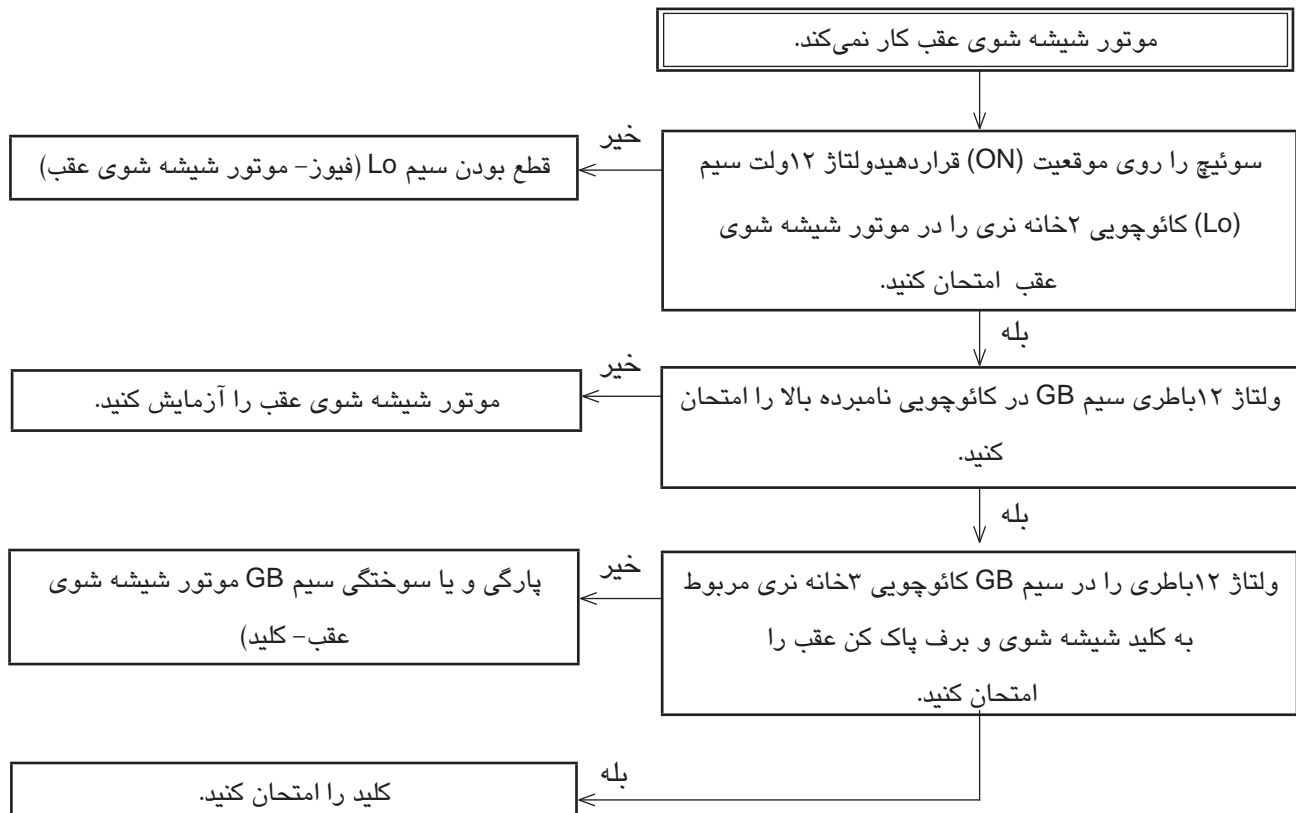 موتور شیشه شوی عقب کار نمی‌کند.
خیر
سوئیچ را روی موقعیت (ON) قراردهیدولتاژ ۱۲ولت سیم
(Lo) کائوچویی ۲خانه نری را در موتور شیشه شوی
عقب امتحان کنید.
قطع بودن سیم Lo (فیوز- موتور شیشه شوی عقب)
بله
خیر
ولتاژ ۱۲باطری سیم GB در کائوچویی نامبرده بالا را امتحان
کنید.
موتور شیشه شوی عقب را آزمایش کنید.
بله
خیر
ولتاژ ۱۲باطری را در سیم GB کائوچویی ۳خانه نری مربوط
به کلید شیشه شوی و برف پاک کن عقب را
امتحان کنید.
پارگی و یا سوختگی سیم GB موتور شیشه شوی
عقب- کلید)
بله
کلید را امتحان کنید.